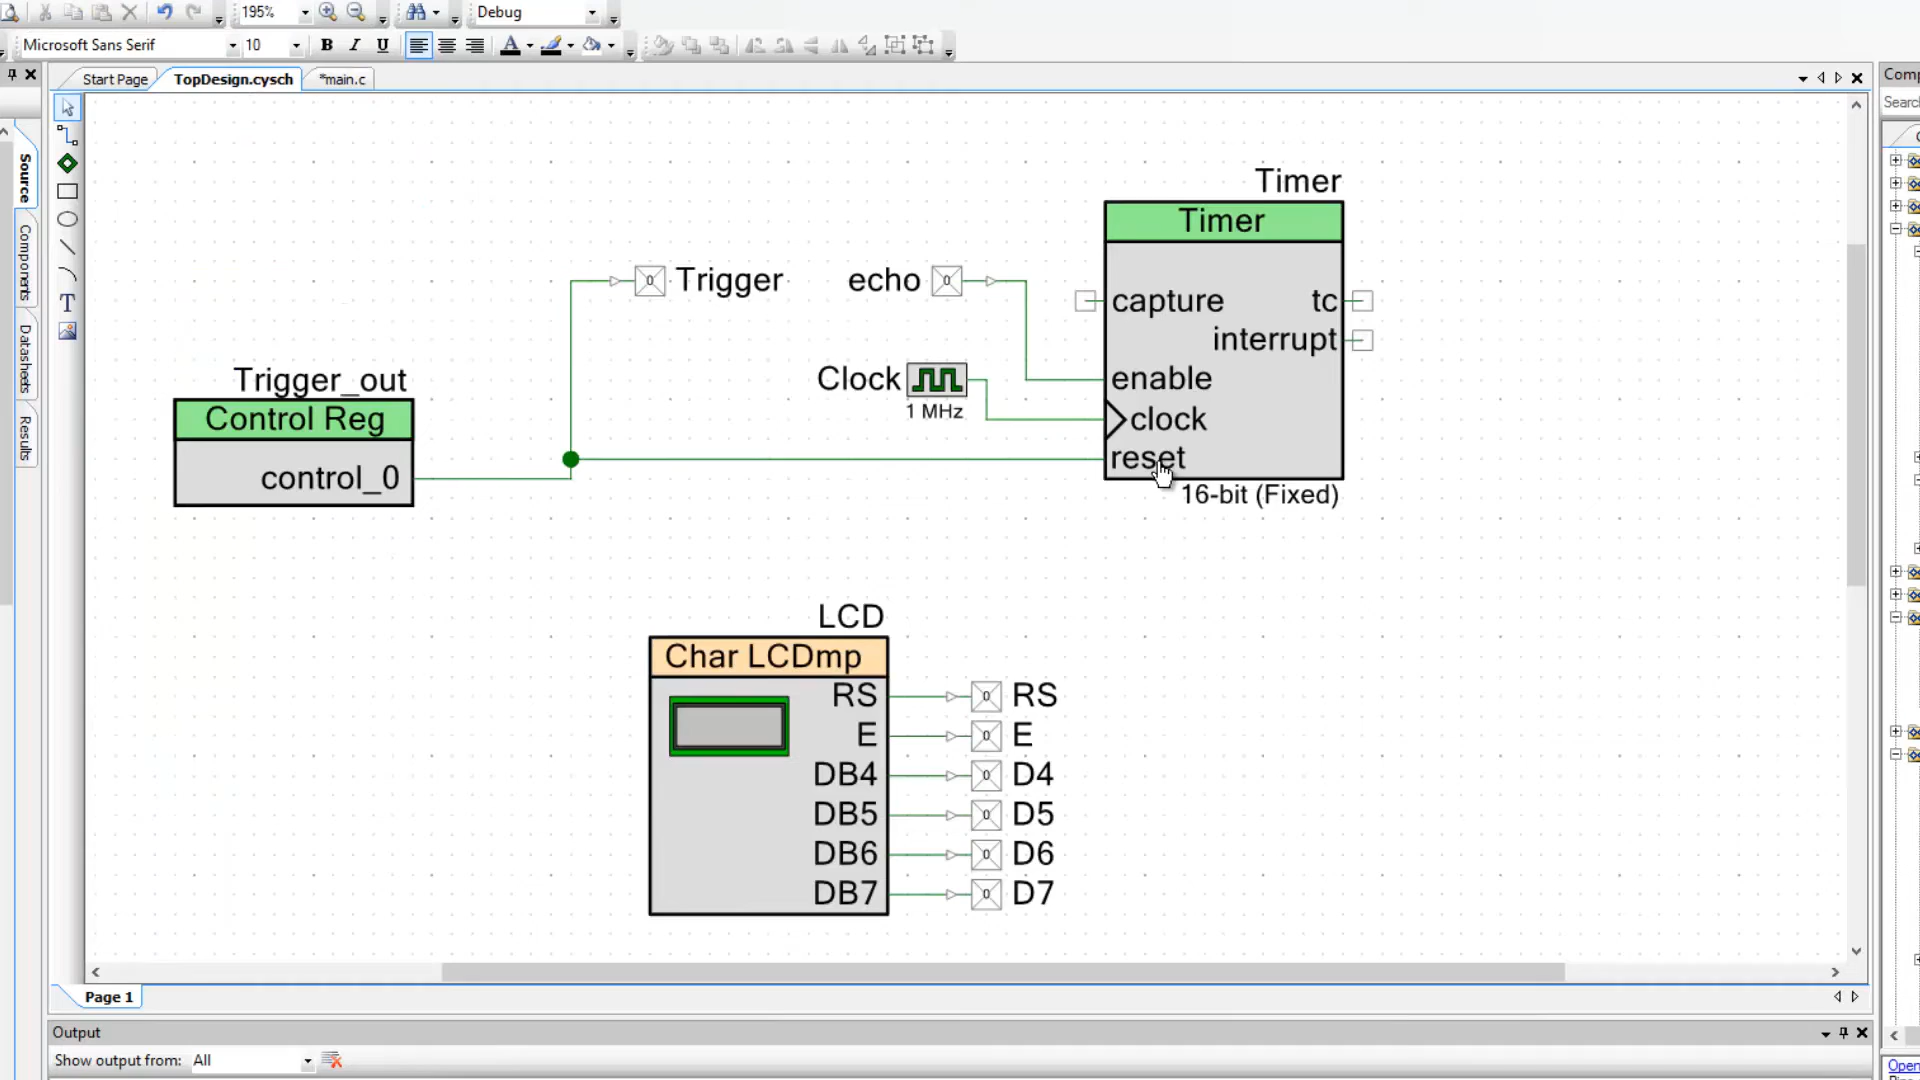 195%
Debug
Microsoft Sans Serif
10
B I U
A
Start Page
TopDesign.cysch
*main.c
Comp
Search
Source
Components
Datasheets
Results
T
Timer
Timer
Trigger
echo
capture
tc
interrupt
Trigger_out
Clock
enable
1 MHz
Control Reg
clock
reset
control_0
16-bit (Fixed)
LCD
Char LCDmp
RS
RS
E
E
DB4
D4
DB5
D5
DB6
D6
DB7
D7
Page 1
Output
Show output from: All
Open